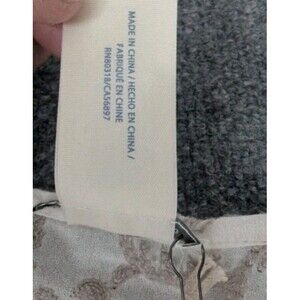 MADE IN CHINA / HECHO EN CHINA /
FABRIQUÉ EN CHINE
RN80318/CA56897